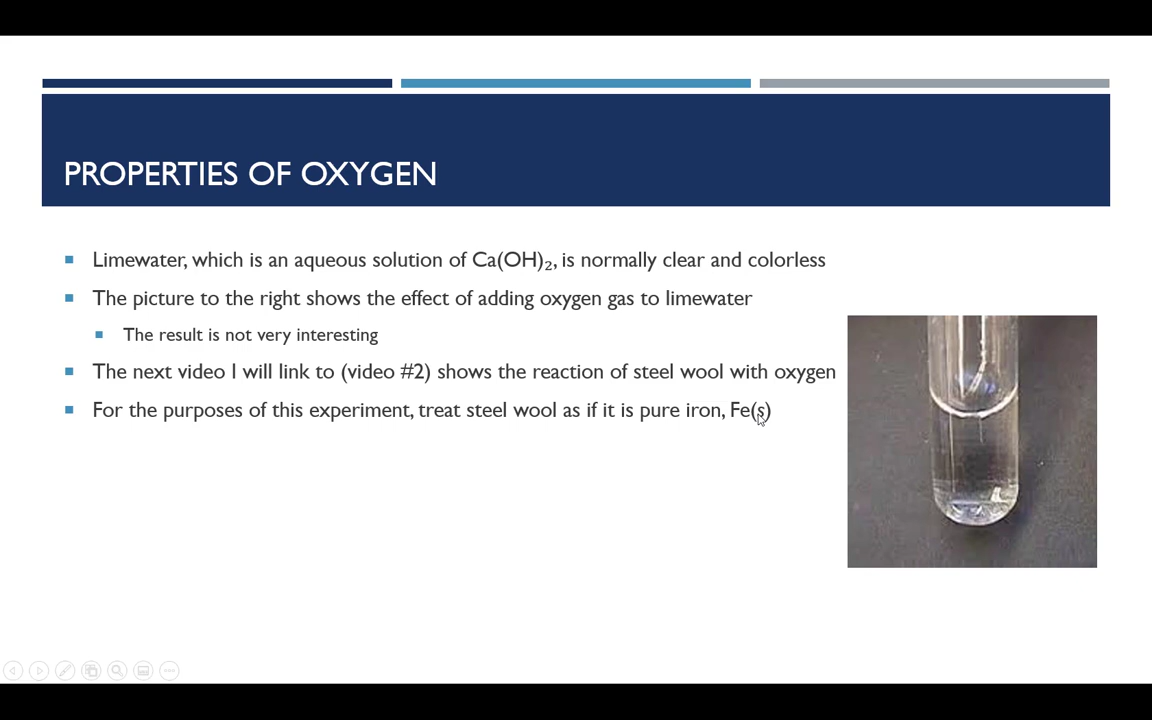 PROPERTIES OF OXYGEN
Limewater, which is an aqueous solution of Ca(OH)₂, is normally clear and colorless
The picture to the right shows the effect of adding oxygen gas to limewater
The result is not very interesting
The next video I will link to (video #2) shows the reaction of steel wool with oxygen
For the purposes of this experiment, treat steel wool as if it is pure iron, Fe(s)